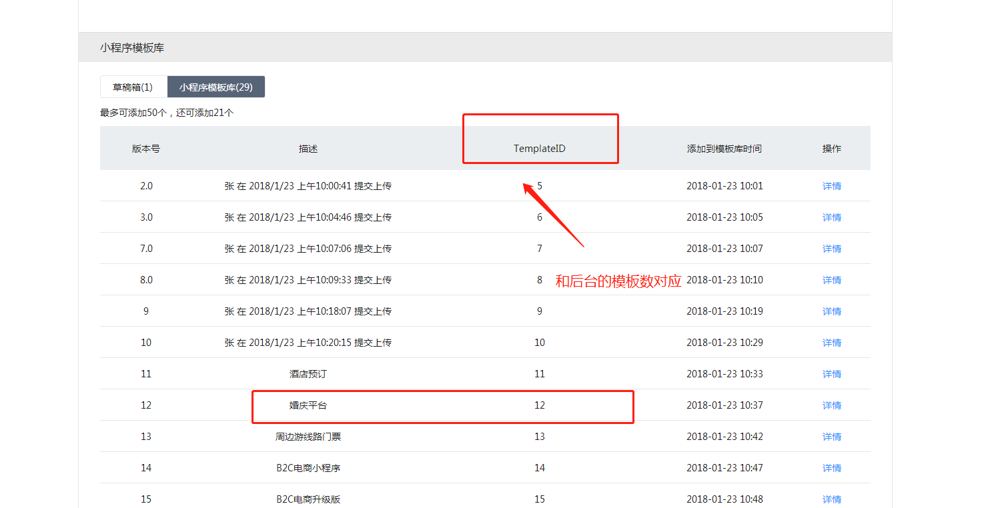 小程序模板库
草稿箱(1) 小程序模板库(29)
最多可添加50个，还可添加21个
版本号 描述 TemplateID 添加到模板库时间 操作
2.0 张 在 2018/1/23 上午10:00:41 提交上传 5 2018-01-23 10:01 详情
3.0 张 在 2018/1/23 上午10:04:46 提交上传 6 2018-01-23 10:05 详情
7.0 张 在 2018/1/23 上午10:07:06 提交上传 7 2018-01-23 10:07 详情
8.0 张 在 2018/1/23 上午10:09:33 提交上传 8 和后台的模板数对应 2018-01-23 10:10 详情
9 张 在 2018/1/23 上午10:18:07 提交上传 9 2018-01-23 10:19 详情
10 张 在 2018/1/23 上午10:20:15 提交上传 10 2018-01-23 10:29 详情
11 酒店预订 11 2018-01-23 10:33 详情
12 婚庆平台 12 2018-01-23 10:37 详情
13 周边游线路门票 13 2018-01-23 10:42 详情
14 B2C电商小程序 14 2018-01-23 10:47 详情
15 B2C电商升级版 15 2018-01-23 10:48 详情